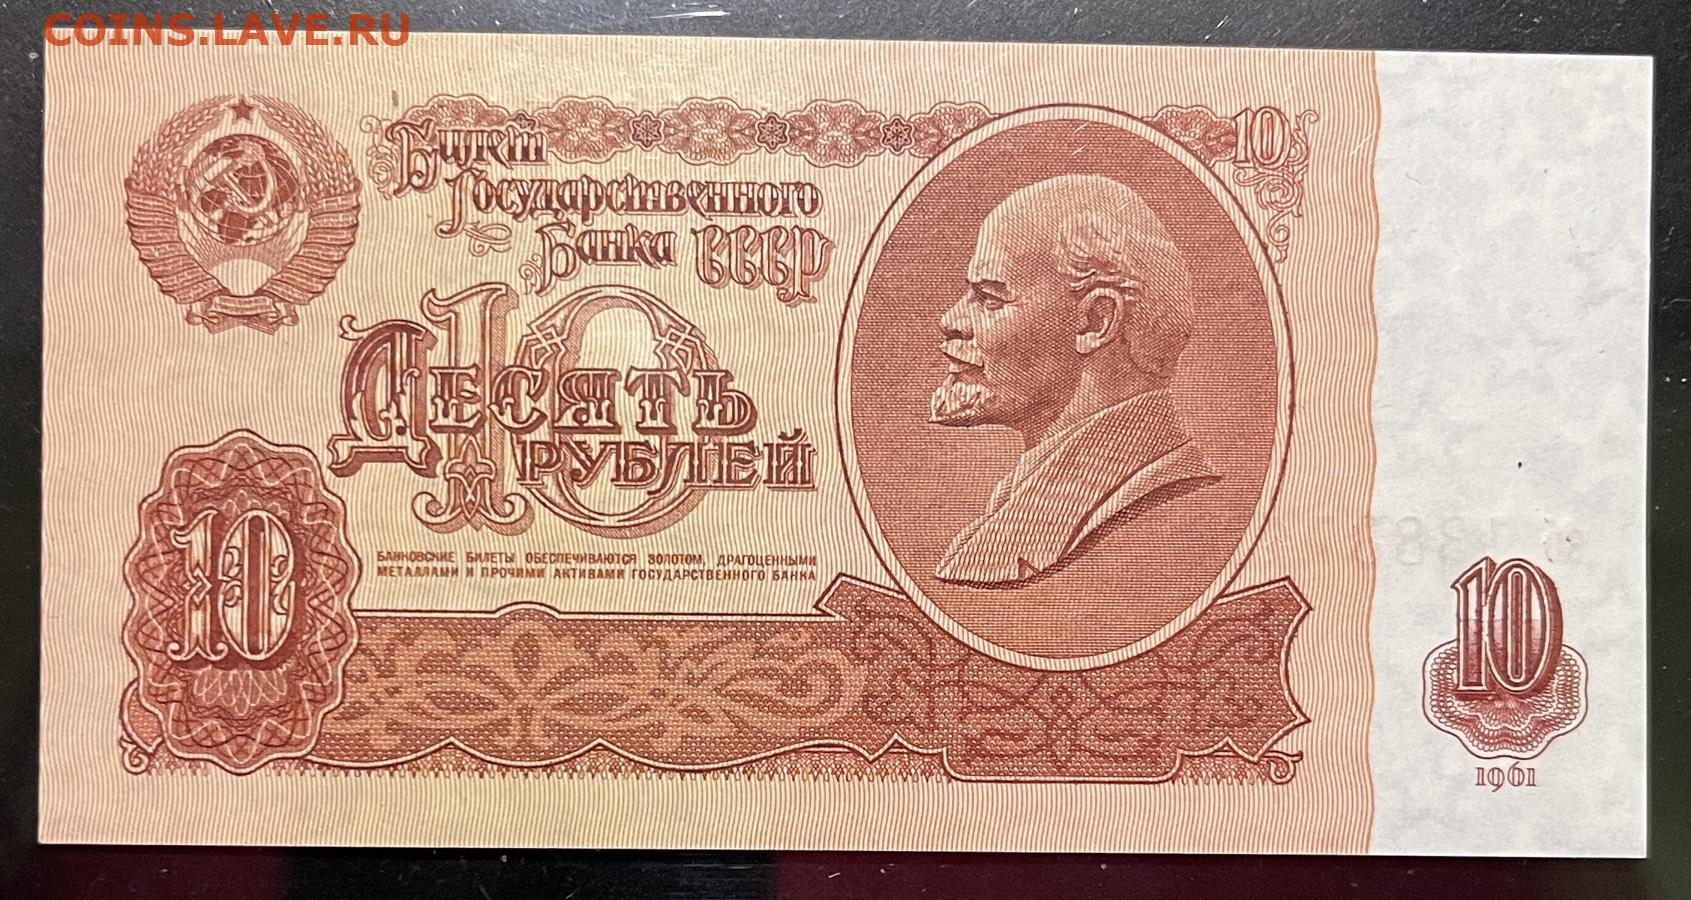 COINS.LAVE.RU
Билет
Государственного
Банка СССР
10
10
Десять
рублей
БАНКОВСКИЕ БИЛЕТЫ ОБЕСПЕЧИВАЮТСЯ ЗОЛОТОМ, ДРАГОЦЕННЫМИ
МЕТАЛЛАМИ И ПРОЧИМИ АКТИВАМИ ГОСУДАРСТВЕННОГО БАНКА
10
10
1961